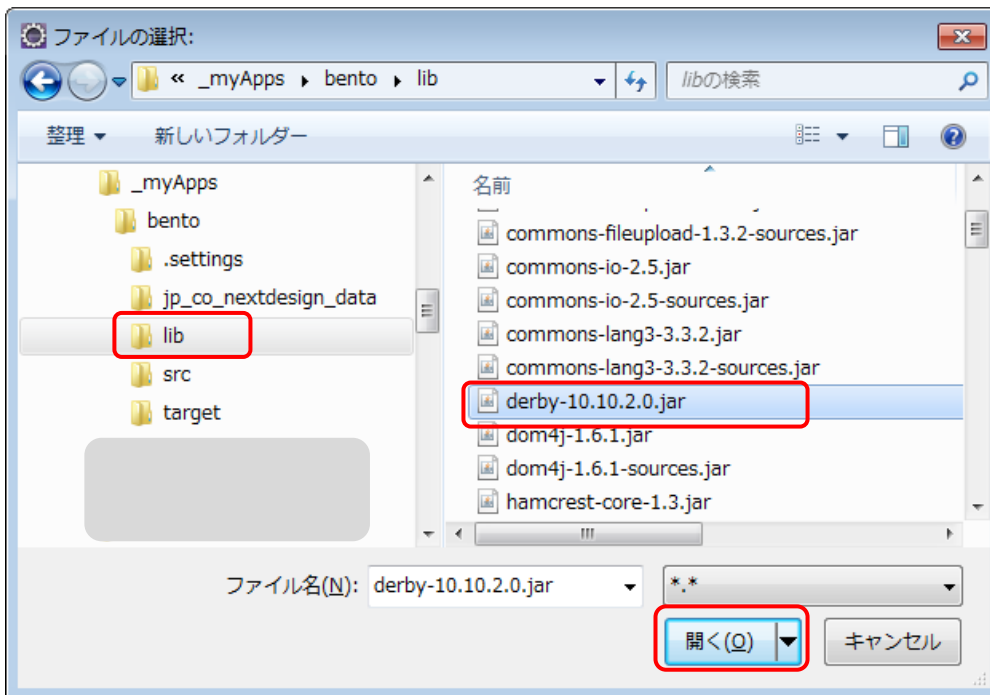 ファイルの選択:
« _myApps ▸ bento ▸ lib
libの検索
整理 ▼ 新しいフォルダー
_myApps
bento
.settings
jp_co_nextdesign_data
lib
src
target
名前
commons-fileupload-1.3.2-sources.jar
commons-io-2.5.jar
commons-io-2.5-sources.jar
commons-lang3-3.3.2.jar
commons-lang3-3.3.2-sources.jar
derby-10.10.2.0.jar
dom4j-1.6.1.jar
dom4j-1.6.1-sources.jar
hamcrest-core-1.3.jar
ファイル名(N): derby-10.10.2.0.jar
*.*
開く(O)
キャンセル